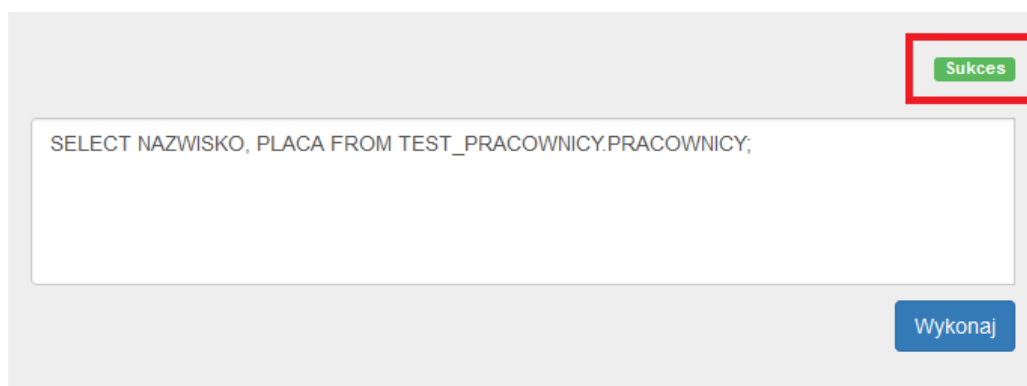 Sukces
SELECT NAZWISKO, PLACA FROM TEST_PRACOWNICY.PRACOWNICY;
Wykonaj